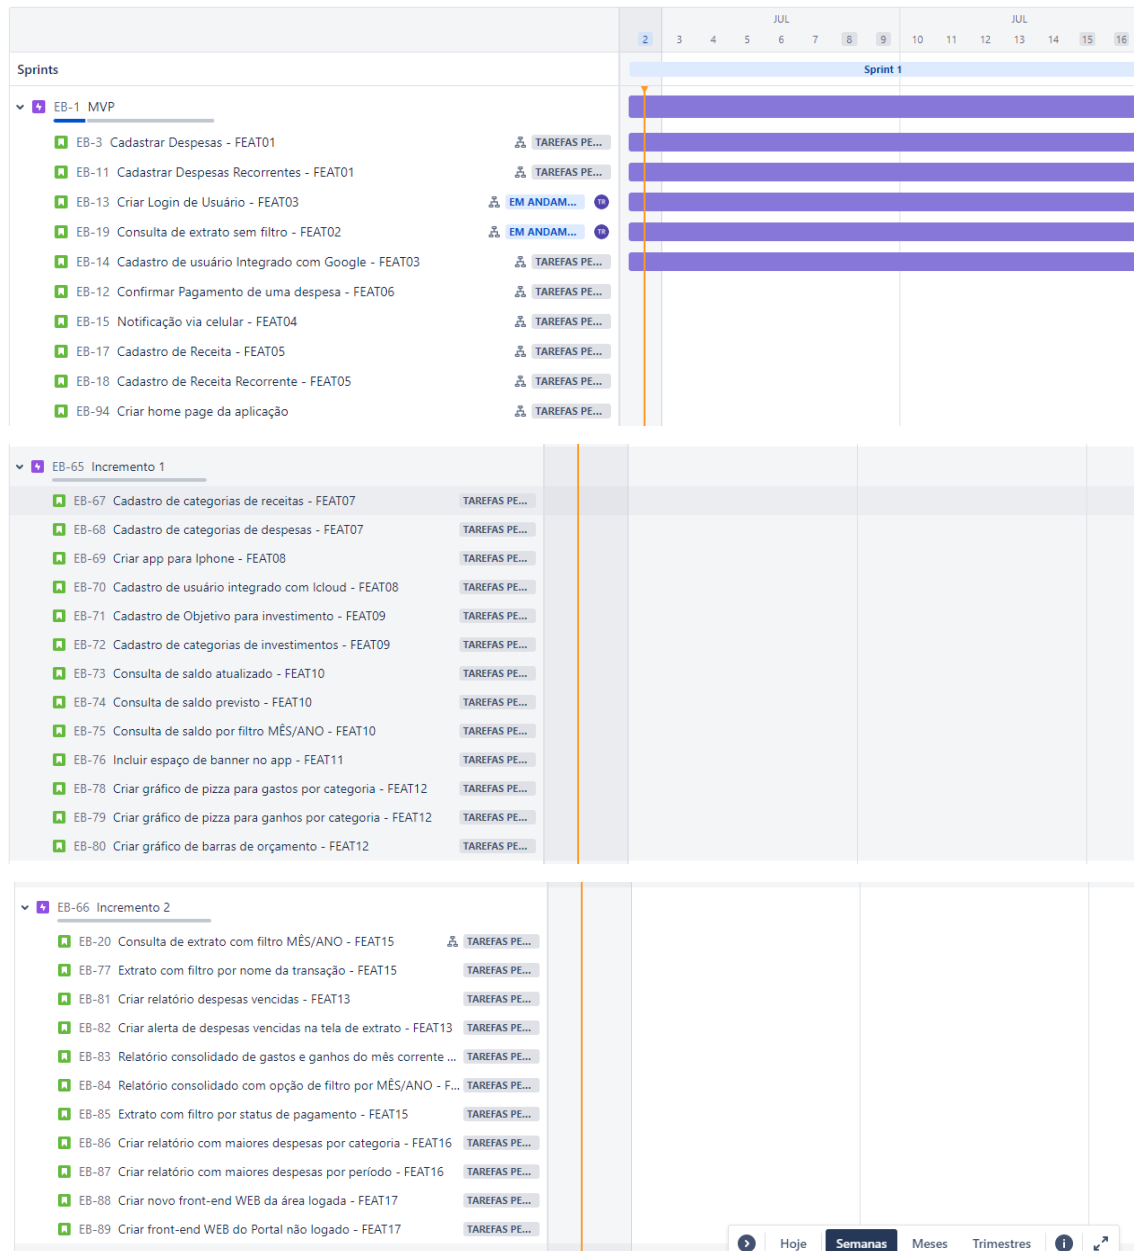 JUL JUL
2 3 4 5 6 7 8 9 10 11 12 13 14 15 16
Sprints Sprint 1
EB-1 MVP
EB-3 Cadastrar Despesas - FEAT01 TAREFAS PE...
EB-11 Cadastrar Despesas Recorrentes - FEAT01 TAREFAS PE...
EB-13 Criar Login de Usuário - FEAT03 EM ANDAM... TR
EB-19 Consulta de extrato sem filtro - FEAT02 EM ANDAM... TR
EB-14 Cadastro de usuário Integrado com Google - FEAT03 TAREFAS PE...
EB-12 Confirmar Pagamento de uma despesa - FEAT06 TAREFAS PE...
EB-15 Notificação via celular - FEAT04 TAREFAS PE...
EB-17 Cadastro de Receita - FEAT05 TAREFAS PE...
EB-18 Cadastro de Receita Recorrente - FEAT05 TAREFAS PE...
EB-94 Criar home page da aplicação TAREFAS PE...
EB-65 Incremento 1
EB-67 Cadastro de categorias de receitas - FEAT07 TAREFAS PE...
EB-68 Cadastro de categorias de despesas - FEAT07 TAREFAS PE...
EB-69 Criar app para Iphone - FEAT08 TAREFAS PE...
EB-70 Cadastro de usuário integrado com Icloud - FEAT08 TAREFAS PE...
EB-71 Cadastro de Objetivo para investimento - FEAT09 TAREFAS PE...
EB-72 Cadastro de categorias de investimentos - FEAT09 TAREFAS PE...
EB-73 Consulta de saldo atualizado - FEAT10 TAREFAS PE...
EB-74 Consulta de saldo previsto - FEAT10 TAREFAS PE...
EB-75 Consulta de saldo por filtro MÊS/ANO - FEAT10 TAREFAS PE...
EB-76 Incluir espaço de banner no app - FEAT11 TAREFAS PE...
EB-78 Criar gráfico de pizza para gastos por categoria - FEAT12 TAREFAS PE...
EB-79 Criar gráfico de pizza para ganhos por categoria - FEAT12 TAREFAS PE...
EB-80 Criar gráfico de barras de orçamento - FEAT12 TAREFAS PE...
EB-66 Incremento 2
EB-20 Consulta de extrato com filtro MÊS/ANO - FEAT15 TAREFAS PE...
EB-77 Extrato com filtro por nome da transação - FEAT15 TAREFAS PE...
EB-81 Criar relatório despesas vencidas - FEAT13 TAREFAS PE...
EB-82 Criar alerta de despesas vencidas na tela de extrato - FEAT13 TAREFAS PE...
EB-83 Relatório consolidado de gastos e ganhos do mês corrente ... TAREFAS PE...
EB-84 Relatório consolidado com opção de filtro por MÊS/ANO - F... TAREFAS PE...
EB-85 Extrato com filtro por status de pagamento - FEAT15 TAREFAS PE...
EB-86 Criar relatório com maiores despesas por categoria - FEAT16 TAREFAS PE...
EB-87 Criar relatório com maiores despesas por período - FEAT16 TAREFAS PE...
EB-88 Criar novo front-end WEB da área logada - FEAT17 TAREFAS PE...
EB-89 Criar front-end WEB do Portal não logado - FEAT17 TAREFAS PE...
Hoje Semanas Meses Trimestres